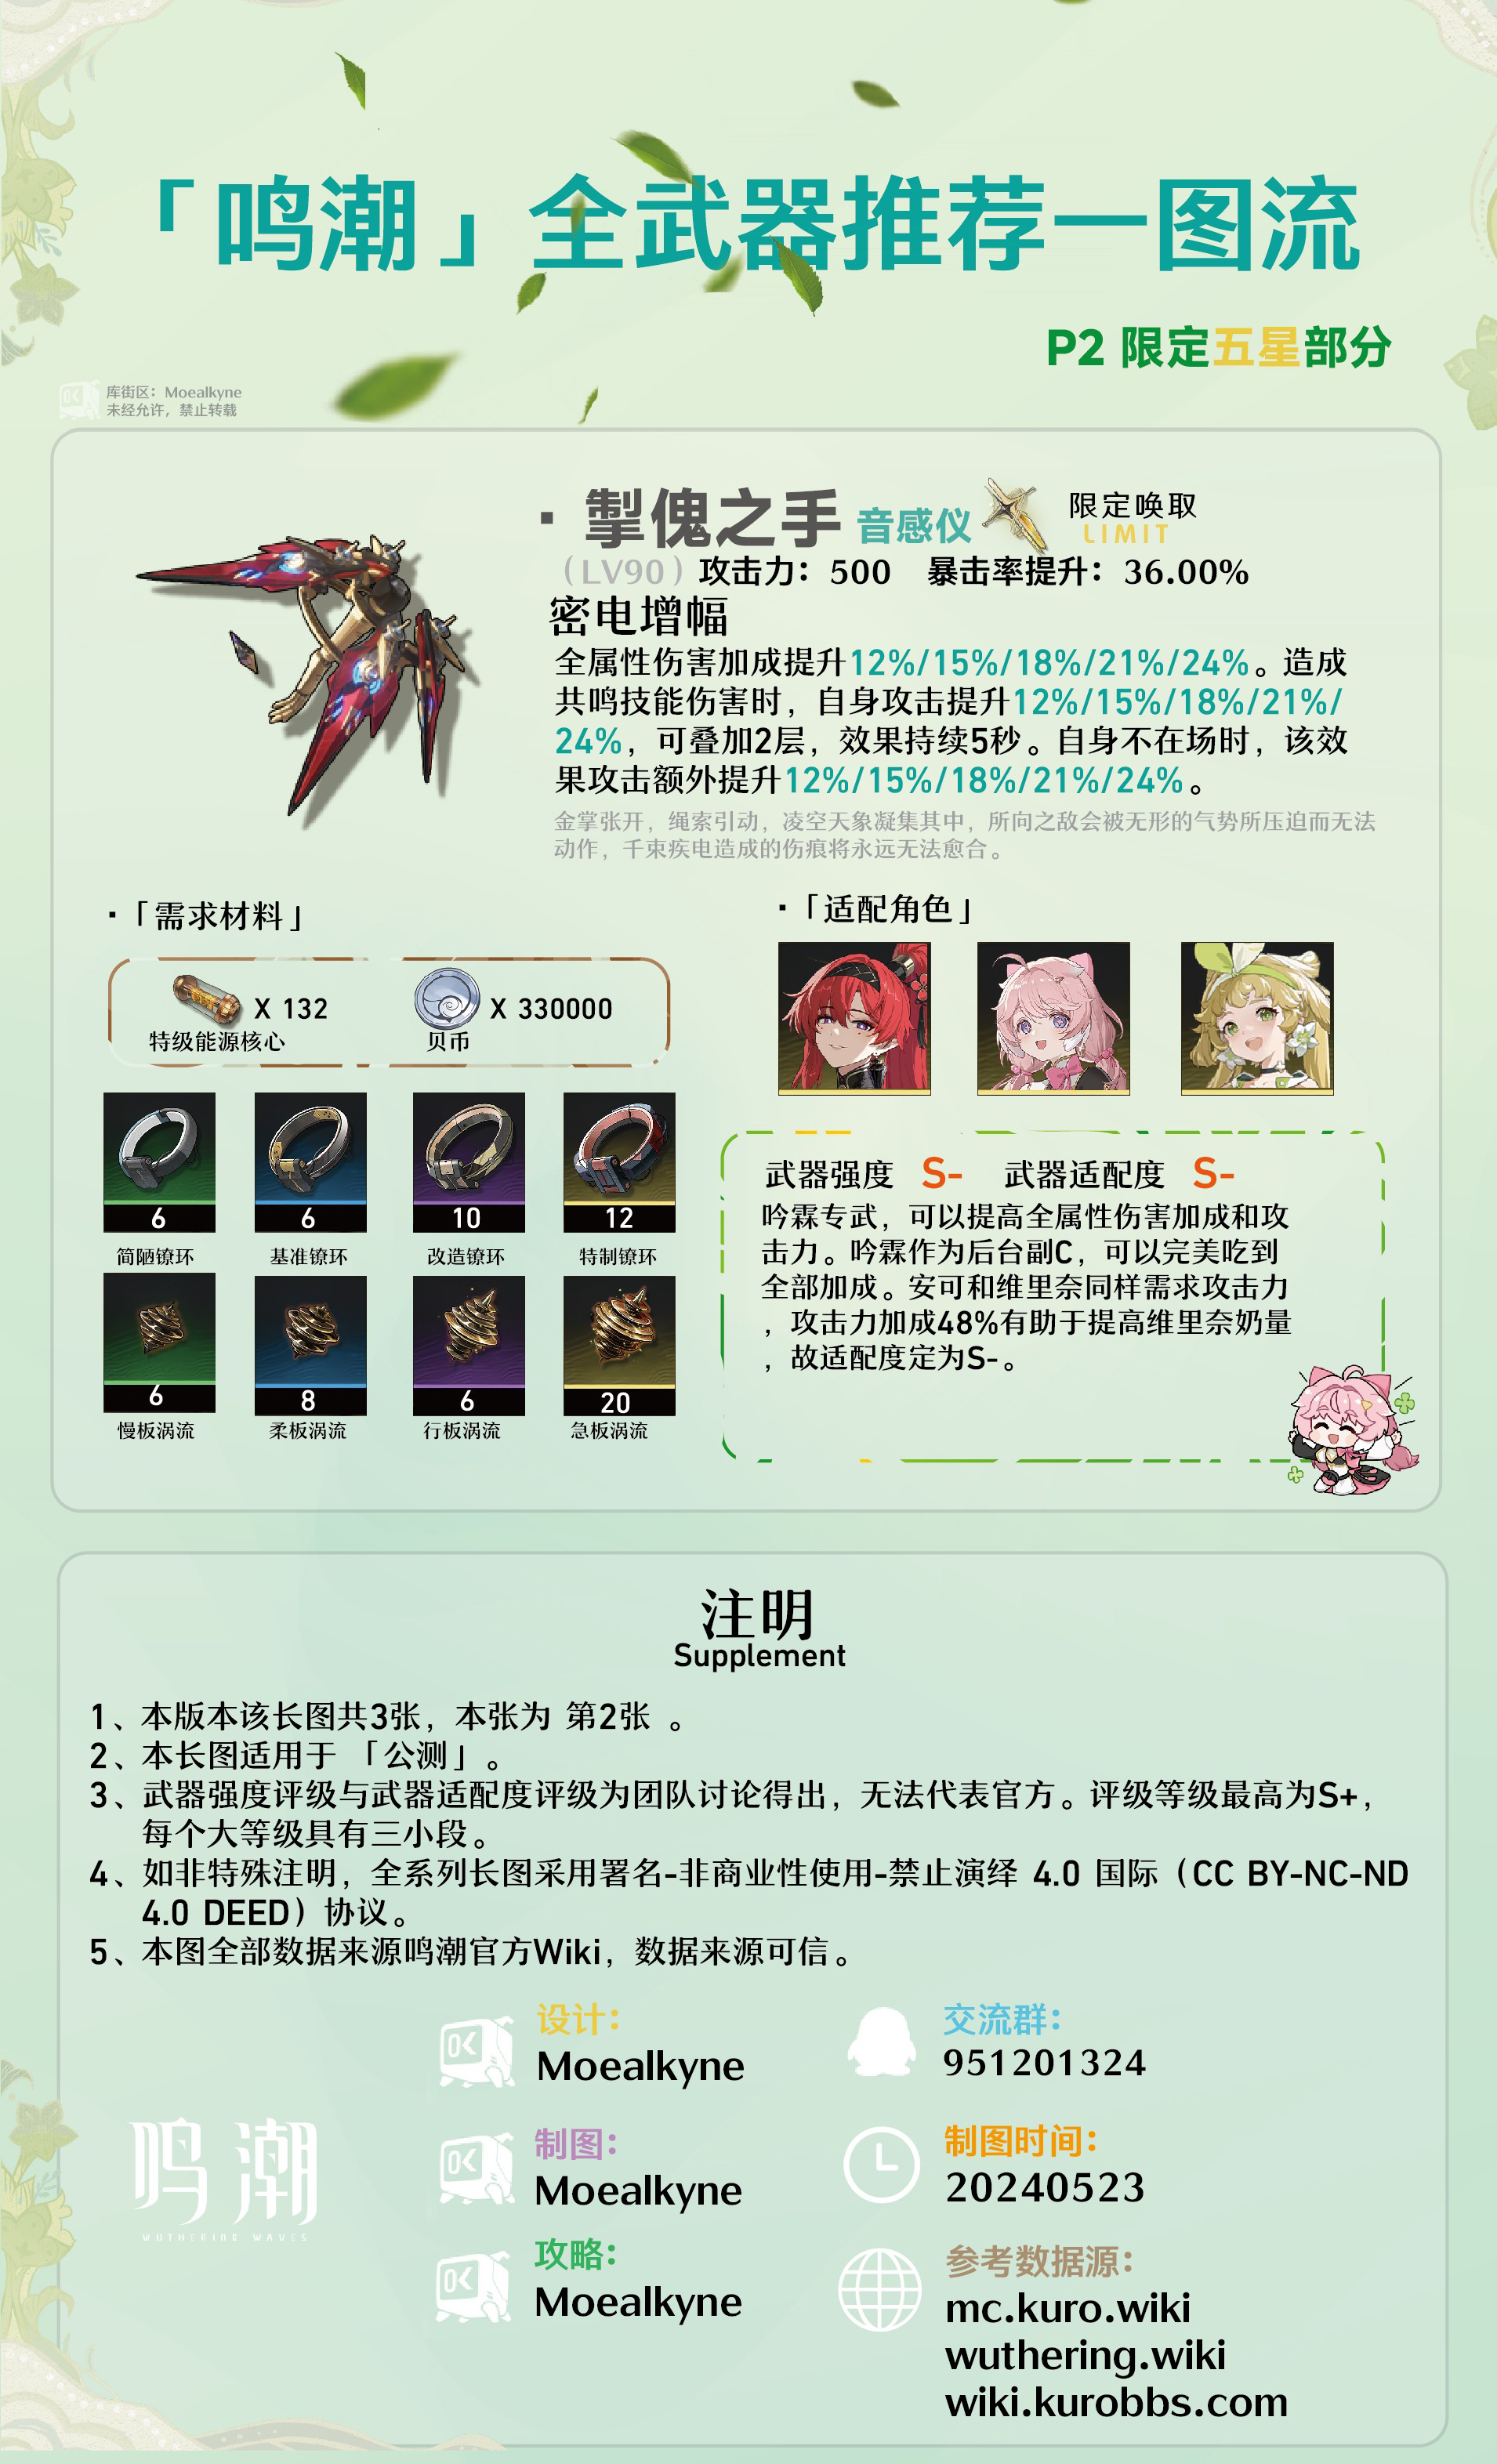 「鸣潮」全武器推荐一图流
P2 限定五星部分
库街区：Moealkyne
未经允许，禁止转载
· 掣傀之手 音感仪 限定唤取
LIMIT
（LV90）攻击力：500 暴击率提升：36.00%
密电增幅
全属性伤害加成提升12%/15%/18%/21%/24%。造成
共鸣技能伤害时，自身攻击提升12%/15%/18%/21%/
24%，可叠加2层，效果持续5秒。自身不在场时，该效
果攻击额外提升12%/15%/18%/21%/24%。
金掌张开，绳索引动，凌空天象凝集其中，所向之敌会被无形的气势所压迫而无法
动作，千束疾电造成的伤痕将永远无法愈合。
·「需求材料」
X 132
特级能源核心
X 330000
贝币
6 6 10 12
简陋镣环 基准镣环 改造镣环 特制镣环
6 8 6 20
慢板涡流 柔板涡流 行板涡流 急板涡流
·「适配角色」
武器强度 S- 武器适配度 S-
吟霖专武，可以提高全属性伤害加成和攻
击力。吟霖作为后台副C，可以完美吃到
全部加成。安可和维里奈同样需求攻击力
，攻击力加成48%有助于提高维里奈奶量
，故适配度定为S-。
注明
Supplement
1、本版本该长图共3张，本张为 第2张 。
2、本长图适用于 「公测」。
3、武器强度评级与武器适配度评级为团队讨论得出，无法代表官方。评级等级最高为S+，
每个大等级具有三小段。
4、如非特殊注明，全系列长图采用署名-非商业性使用-禁止演绎 4.0 国际（CC BY-NC-ND
4.0 DEED）协议。
5、本图全部数据来源鸣潮官方Wiki，数据来源可信。
鸣潮
WUTHERING WAVES
设计：
Moealkyne
制图：
Moealkyne
攻略：
Moealkyne
交流群：
951201324
制图时间：
20240523
参考数据源：
mc.kuro.wiki
wuthering.wiki
wiki.kurobbs.com